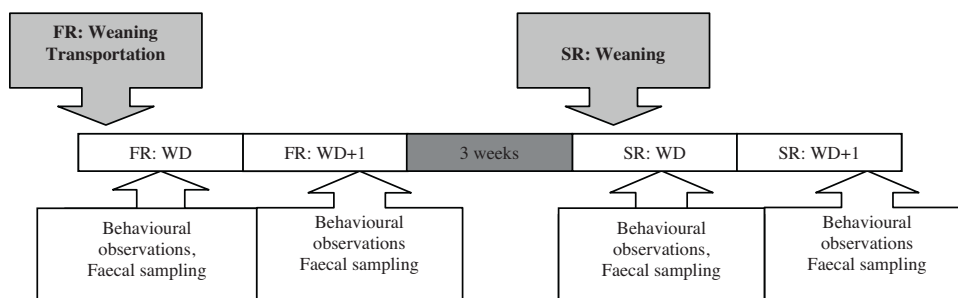 FR: Weaning
Transportation
SR: Weaning
FR: WD
FR: WD+1
3 weeks
SR: WD
SR: WD+1
Behavioural
observations,
Faecal sampling
Behavioural
observations
Faecal sampling
Behavioural
observations,
Faecal sampling
Behavioural
observations
Faecal sampling